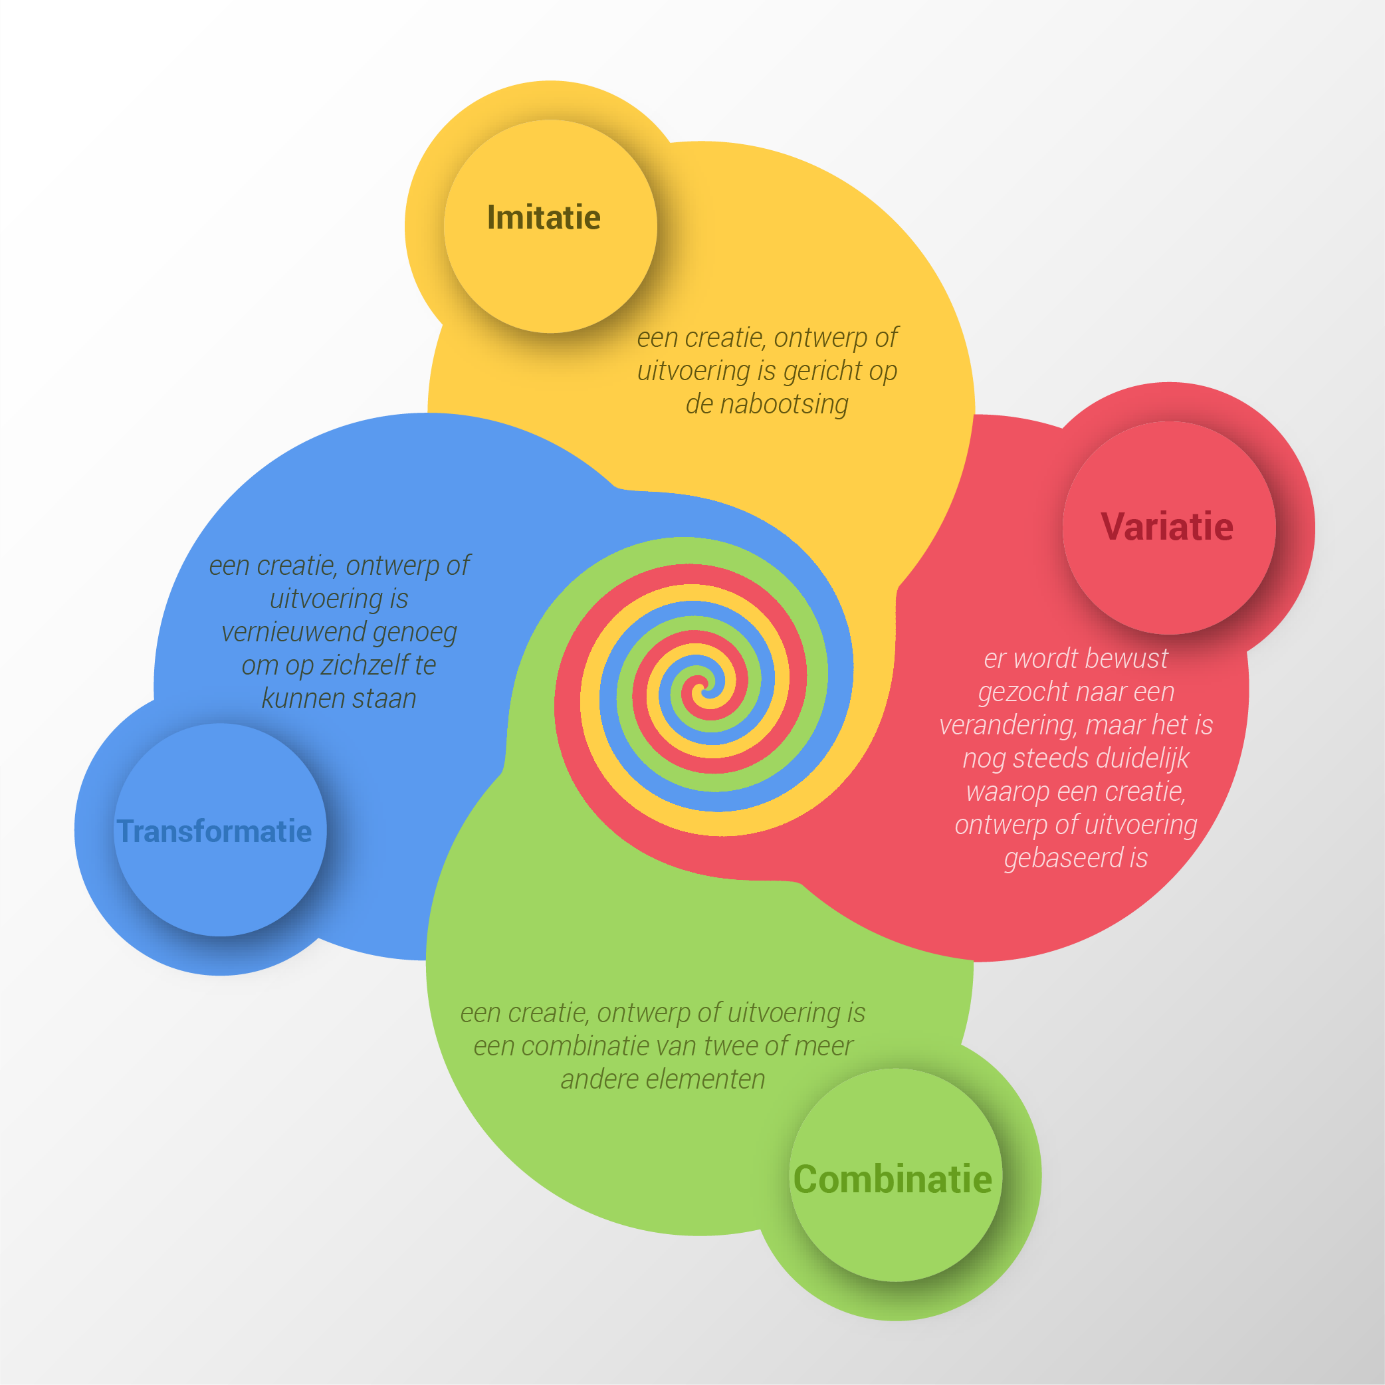 Imitatie
een creatie, ontwerp of
uitvoering is gericht op
de nabootsing
Variatie
er wordt bewust
gezocht naar een
verandering, maar het is
nog steeds duidelijk
waarop een creatie,
ontwerp of uitvoering
gebaseerd is
een creatie, ontwerp of
uitvoering is
vernieuwend genoeg
om op zichzelf te
kunnen staan
Transformatie
een creatie, ontwerp of uitvoering is
een combinatie van twee of meer
andere elementen
Combinatie